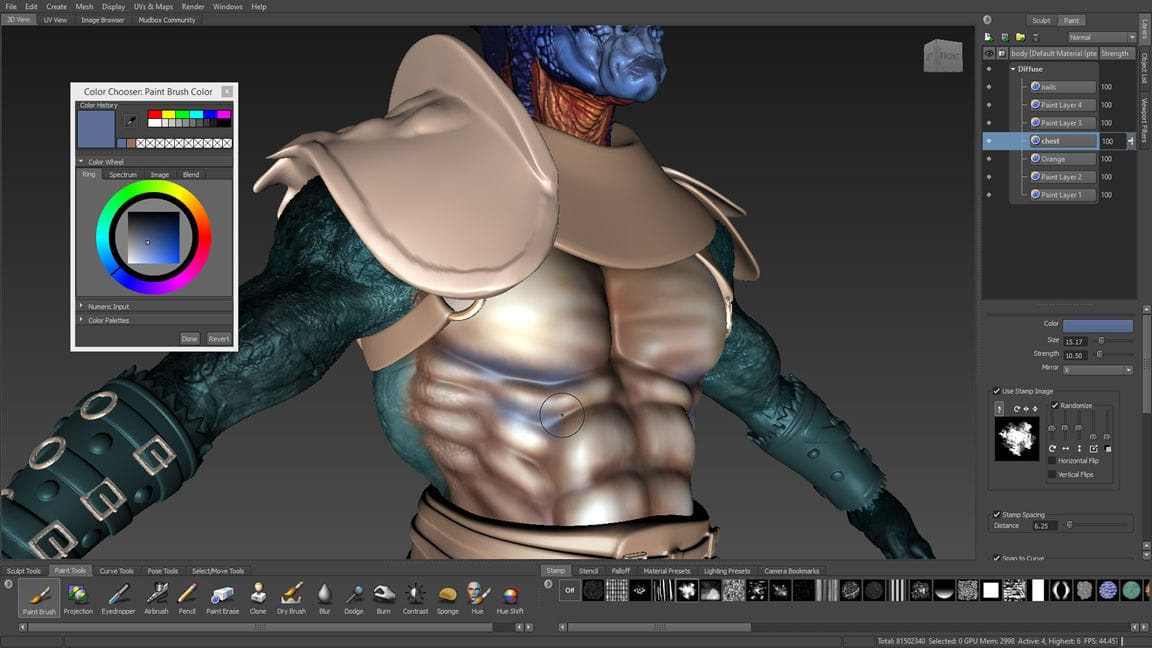 File Edit Create Mesh Display UVs & Maps Render Windows Help
3D View UV View Image Browser Mudbox Community
Sculpt Paint
Normal
body [Default Material (pte Strength
Diffuse
nails 100
Paint Layer 4 100
Paint Layer 3 100
chest 100
Orange 100
Paint Layer 2 100
Paint Layer 1 100
Layers
Object List
Viewport Filters
FRONT
Color Chooser: Paint Brush Color x
Color History
Color Wheel
Ring Spectrum Image Blend
Numeric Input
Color Palettes
Done Revert
Color
Size 15.17
Strength 10.50
Mirror X
Use Stamp Image
?
Randomize
Horizontal Flip
Vertical Flips
Stamp Spacing
Distance 6.25
Snap to Curve
Sculpt Tools Paint Tools Curve Tools Pose Tools Select/Move Tools
Paint Brush Projection Eyedropper Airbrush Pencil Paint Erase Clone Dry Brush Blur Dodge Burn Contrast Sponge Hue Hue Shift
Stamp Stencil Falloff Material Presets Lighting Presets Camera Bookmarks
Off
Total: 81502340 Selected: 0 GPU Mem: 2998 Active: 4, Highest: 6 FPS: 44.457